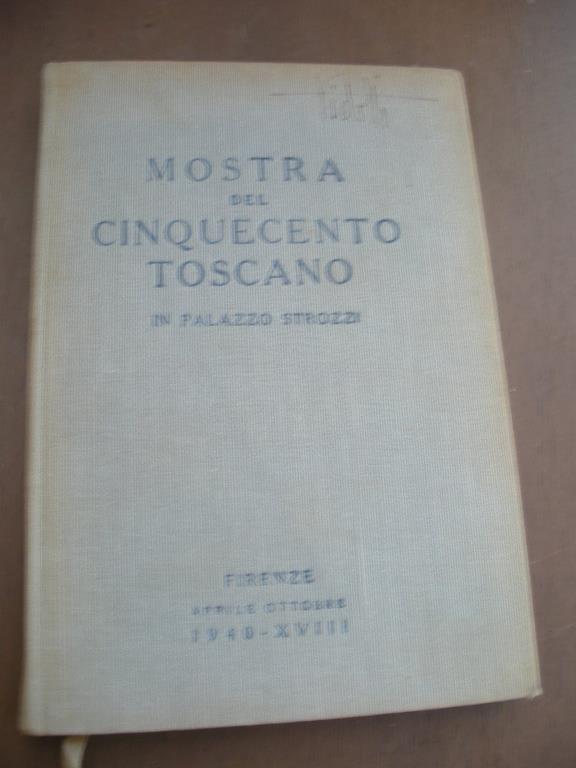 MOSTRA
DEL
CINQUECENTO
TOSCANO
IN PALAZZO STROZZI
FIRENZE
APRILE OTTOBRE
1940-XVIII